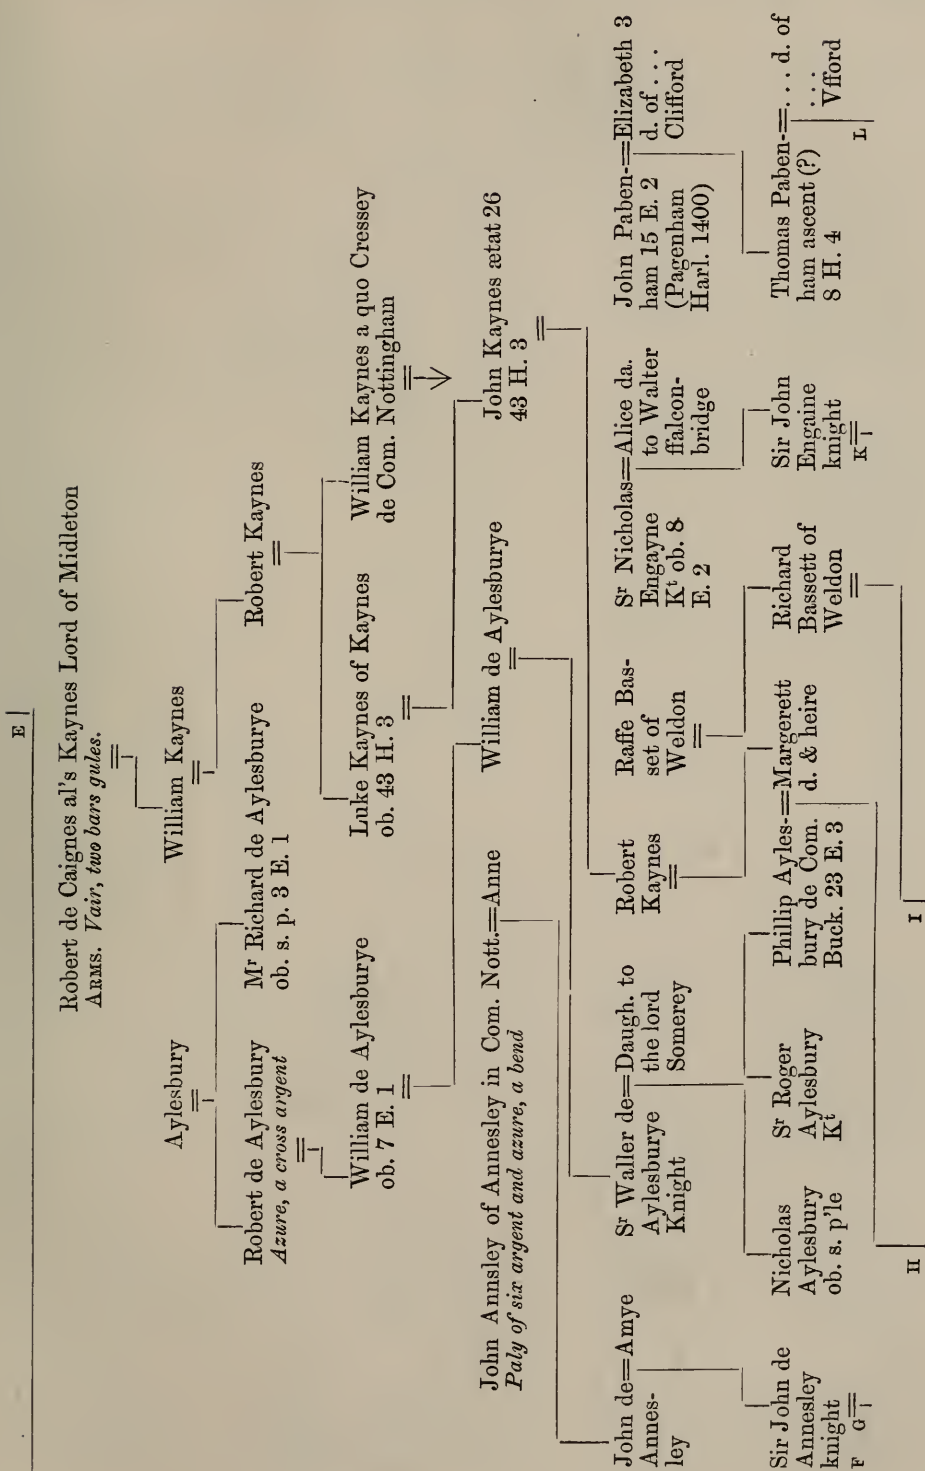 E
Robert de Caignes al's Kaynes Lord of Midleton
ARMS. Vair, two bars gules.
Aylesbury
William Kaynes
Robert de Aylesbury
Azure, a cross argent
Mr Richard de Aylesburye
ob. s. p. 3 E. 1
Robert Kaynes
William de Aylesburye
ob. 7 E. 1
Luke Kaynes of Kaynes
ob. 43 H. 3
William Kaynes a quo Cressey
de Com. Nottingham
John Annsley of Annesley in Com. Nott.=Anne
Paly of six argent and azure, a bend
William de Aylesburye
John Kaynes ætat 26
43 H. 3
John de=Amye
Annes-
ley
Sr Waller de=Daugh. to
Aylesburye the lord
Knight Somerey
Robert
Kaynes
Raffe Bas-
set of
Weldon
Sr Nicholas=Alice da.
Engayne to Walter
Kt ob. 8 ffalcon-
E. 2 bridge
John Paben-=Elizabeth 3
ham 15 E. 2 d. of ...
(Pagenham Clifford
Harl. 1400)
Sir John de
Annesley
knight
F G
Nicholas
Aylesbury
ob. s. p'le
Sr Roger
Aylesbury
Kt
Phillip Ayles-=Margerett
bury de Com. d. & heire
Buck. 23 E. 3
Richard
Bassett of
Weldon
Sir John
Engaine
knight
K
Thomas Paben-=... d. of
ham ascent (?) ...
8 H. 4 Vfford
L
H
I